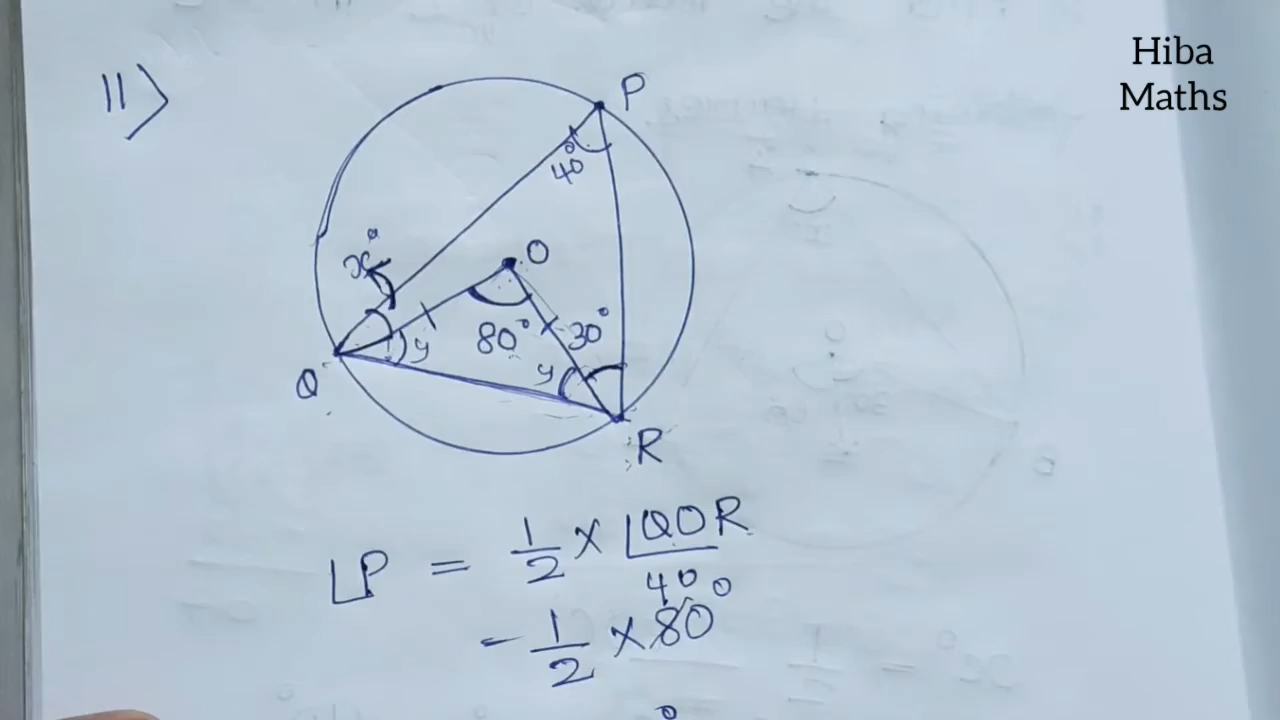 Hiba
Maths
11)
P
40°
x°
O
80°
30°
y
y
Q
R
∠P = 1/2 × ∠QOR
40°
= 1/2 × 80